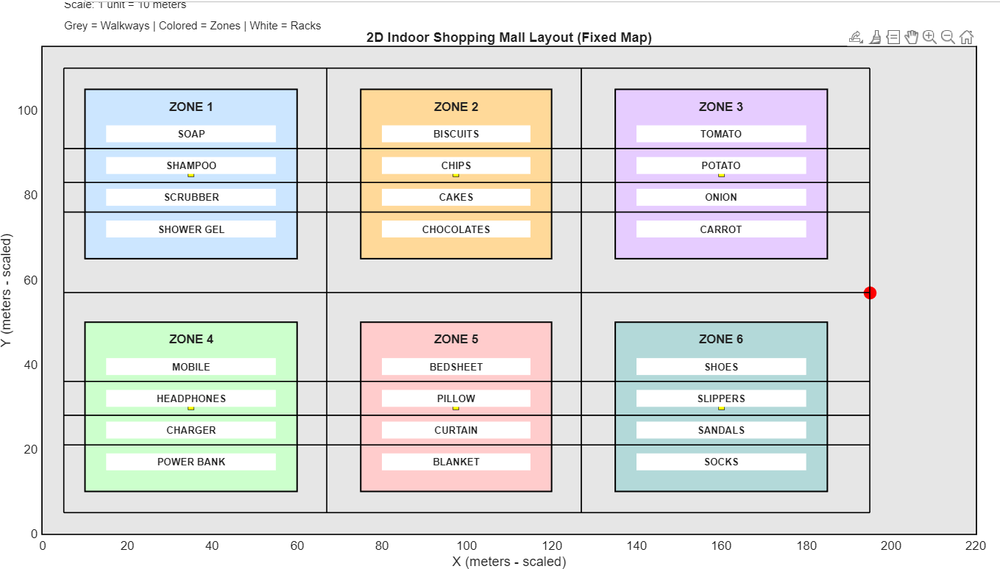 Scale: 1 unit = 10 meters
Grey = Walkways | Colored = Zones | White = Racks
2D Indoor Shopping Mall Layout (Fixed Map)
ZONE 1 ZONE 2 ZONE 3
SOAP BISCUITS TOMATO
SHAMPOO CHIPS POTATO
SCRUBBER CAKES ONION
SHOWER GEL CHOCOLATES CARROT
ZONE 4 ZONE 5 ZONE 6
MOBILE BEDSHEET SHOES
HEADPHONES PILLOW SLIPPERS
CHARGER CURTAIN SANDALS
POWER BANK BLANKET SOCKS
100
80
60
40
20
0
Y (meters - scaled)
0 20 40 60 80 100 120 140 160 180 200 220
X (meters - scaled)